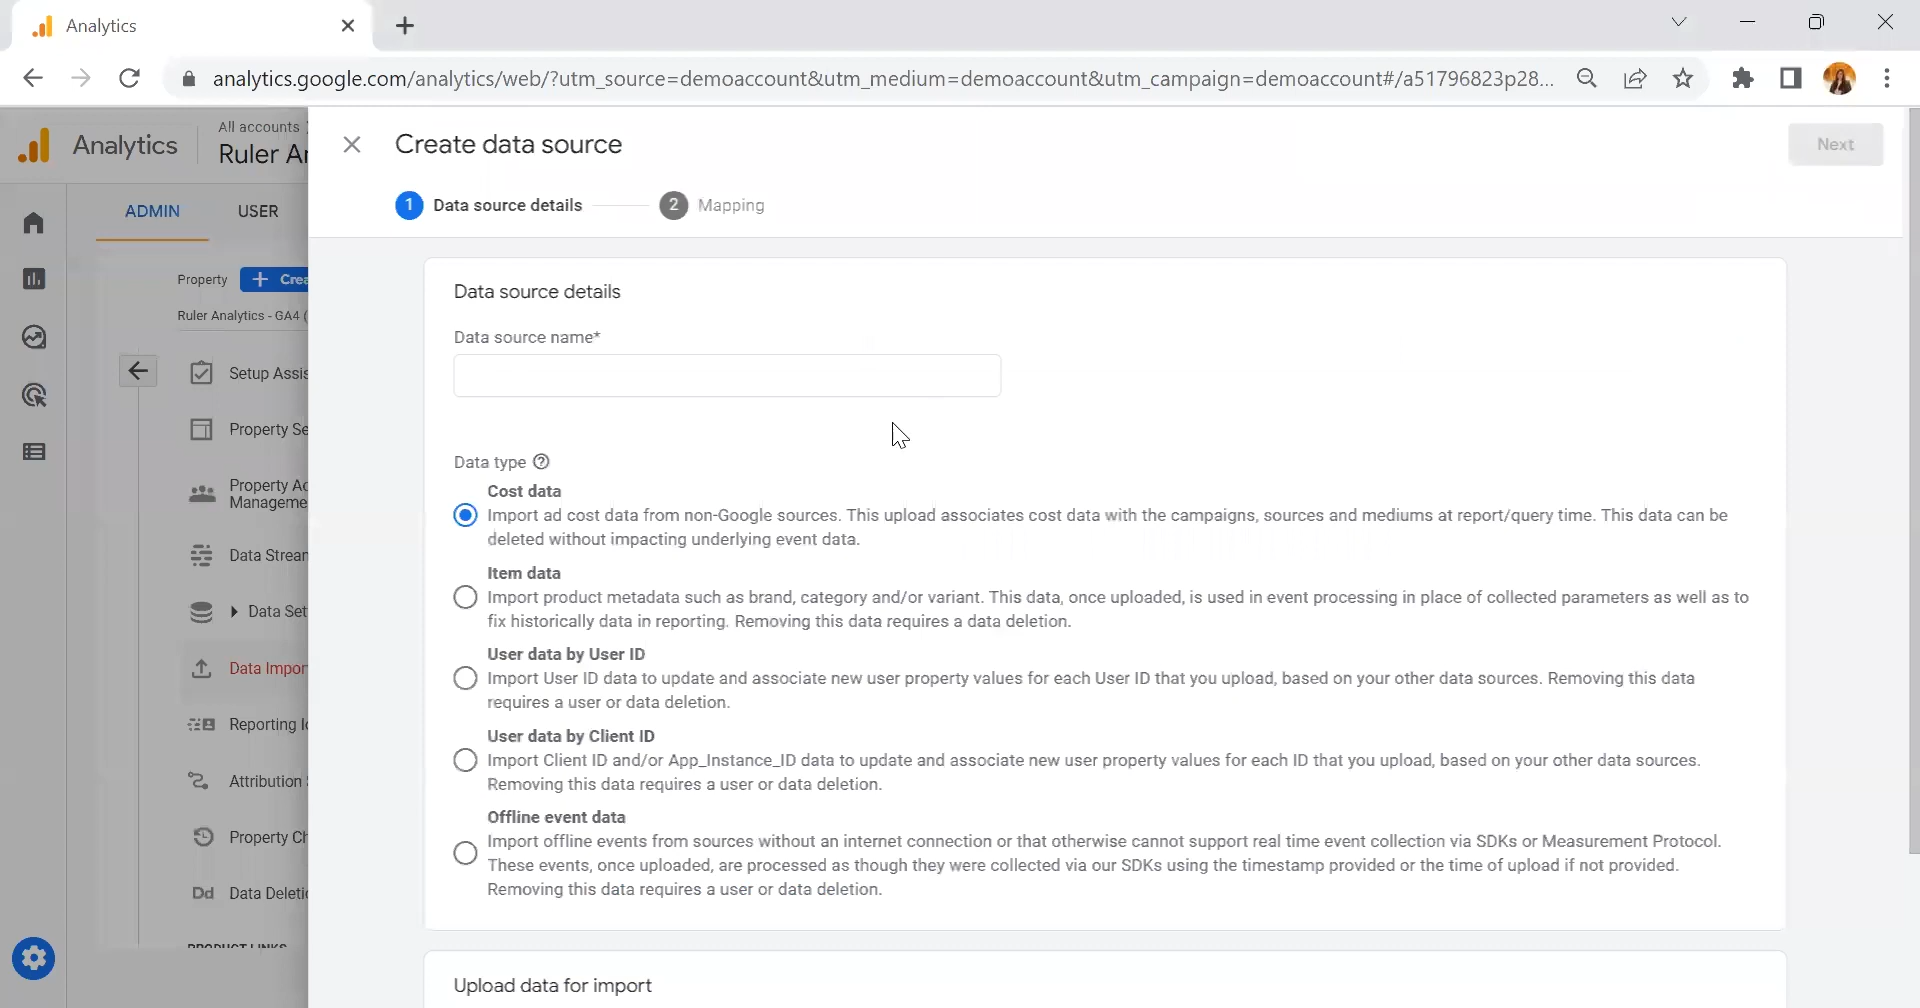 Analytics
analytics.google.com/analytics/web/?utm_source=demoaccount&utm_medium=demoaccount&utm_campaign=demoaccount#/a51796823p28...
Analytics
All accounts
Ruler Ar
Create data source
Next
1 Data source details
2 Mapping
ADMIN
USER
Property
+ Crea
Ruler Analytics - GA4 (
Setup Assis
Property Se
Property Ac
Manageme
Data Strean
Data Set
Data Impor
Reporting Id
Attribution
Property Ch
Dd Data Deletic
PRODUCT LINKS
Data source details
Data source name*
Data type
Cost data
Import ad cost data from non-Google sources. This upload associates cost data with the campaigns, sources and mediums at report/query time. This data can be
deleted without impacting underlying event data.
Item data
Import product metadata such as brand, category and/or variant. This data, once uploaded, is used in event processing in place of collected parameters as well as to
fix historically data in reporting. Removing this data requires a data deletion.
User data by User ID
Import User ID data to update and associate new user property values for each User ID that you upload, based on your other data sources. Removing this data
requires a user or data deletion.
User data by Client ID
Import Client ID and/or App_Instance_ID data to update and associate new user property values for each ID that you upload, based on your other data sources.
Removing this data requires a user or data deletion.
Offline event data
Import offline events from sources without an internet connection or that otherwise cannot support real time event collection via SDKs or Measurement Protocol.
These events, once uploaded, are processed as though they were collected via our SDKs using the timestamp provided or the time of upload if not provided.
Removing this data requires a user or data deletion.
Upload data for import